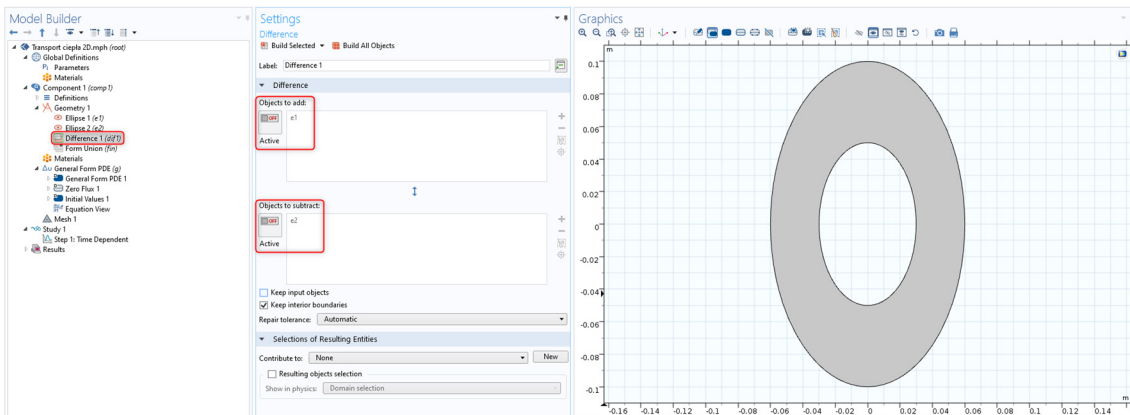 Model Builder
Transport ciepła 2D.mph (root)
Global Definitions
Pi Parameters
Materials
Component 1 (comp1)
Definitions
Geometry 1
Ellipse 1 (e1)
Ellipse 2 (e2)
Difference 1 (dif1)
Form Union (fin)
Materials
Δu General Form PDE (g)
General Form PDE 1
Zero Flux 1
Initial Values 1
Equation View
Mesh 1
Study 1
Step 1: Time Dependent
Results
Settings
Difference
Build Selected
Build All Objects
Label: Difference 1
Difference
Objects to add:
OFF
e1
Active
Objects to subtract:
OFF
e2
Active
Keep input objects
Keep interior boundaries
Repair tolerance: Automatic
Selections of Resulting Entities
Contribute to: None
New
Resulting objects selection
Show in physics: Domain selection
Graphics
m
0.1
0.08
0.06
0.04
0.02
0
-0.02
-0.04
-0.06
-0.08
-0.1
m
-0.16 -0.14 -0.12 -0.1 -0.08 -0.06 -0.04 -0.02 0 0.02 0.04 0.06 0.08 0.1 0.12 0.14